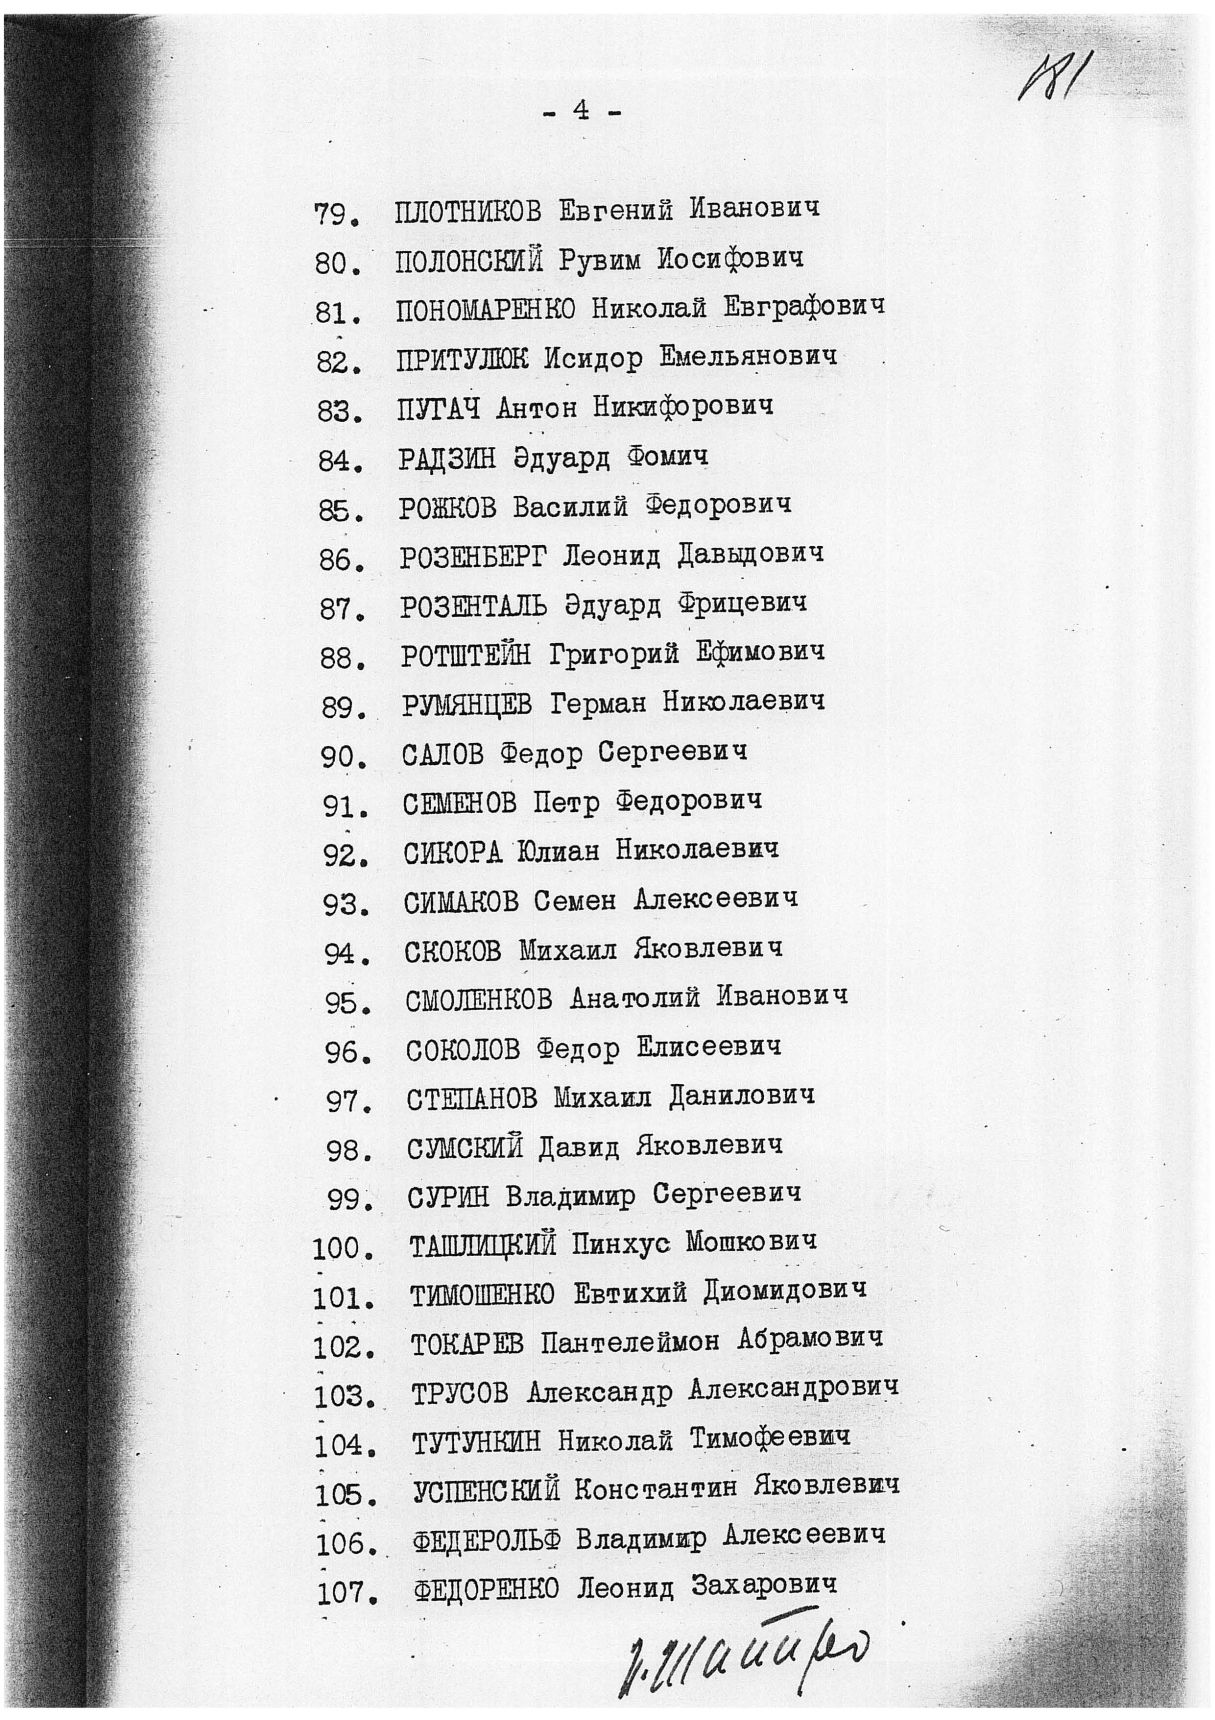 181
- 4 -
79. ПЛОТНИКОВ Евгений Иванович
80. ПОЛОНСКИЙ Рувим Иосифович
81. ПОНОМАРЕНКО Николай Евграфович
82. ПРИТУЛЮК Исидор Емельянович
83. ПУГАЧ Антон Никифорович
84. РАДЗИН Эдуард Фомич
85. РОЖКОВ Василий Федорович
86. РОЗЕНБЕРГ Леонид Давыдович
87. РОЗЕНТАЛЬ Эдуард Фрицевич
88. РОТШТЕЙН Григорий Ефимович
89. РУМЯНЦЕВ Герман Николаевич
90. САЛОВ Федор Сергеевич
91. СЕМЕНОВ Петр Федорович
92. СИКОРА Юлиан Николаевич
93. СИМАКОВ Семен Алексеевич
94. СКОКОВ Михаил Яковлевич
95. СМОЛЕНКОВ Анатолий Иванович
96. СОКОЛОВ Федор Елисеевич
97. СТЕПАНОВ Михаил Данилович
98. СУМСКИЙ Давид Яковлевич
99. СУРИН Владимир Сергеевич
100. ТАШЛИЦКИЙ Пинхус Мошкович
101. ТИМОШЕНКО Евтихий Диомидович
102. ТОКАРЕВ Пантелеймон Абрамович
103. ТРУСОВ Александр Александрович
104. ТУТУНКИН Николай Тимофеевич
105. УСПЕНСКИЙ Константин Яковлевич
106. ФЕДЕРОЛЬФ Владимир Алексеевич
107. ФЕДОРЕНКО Леонид Захарович
И. Шапиро